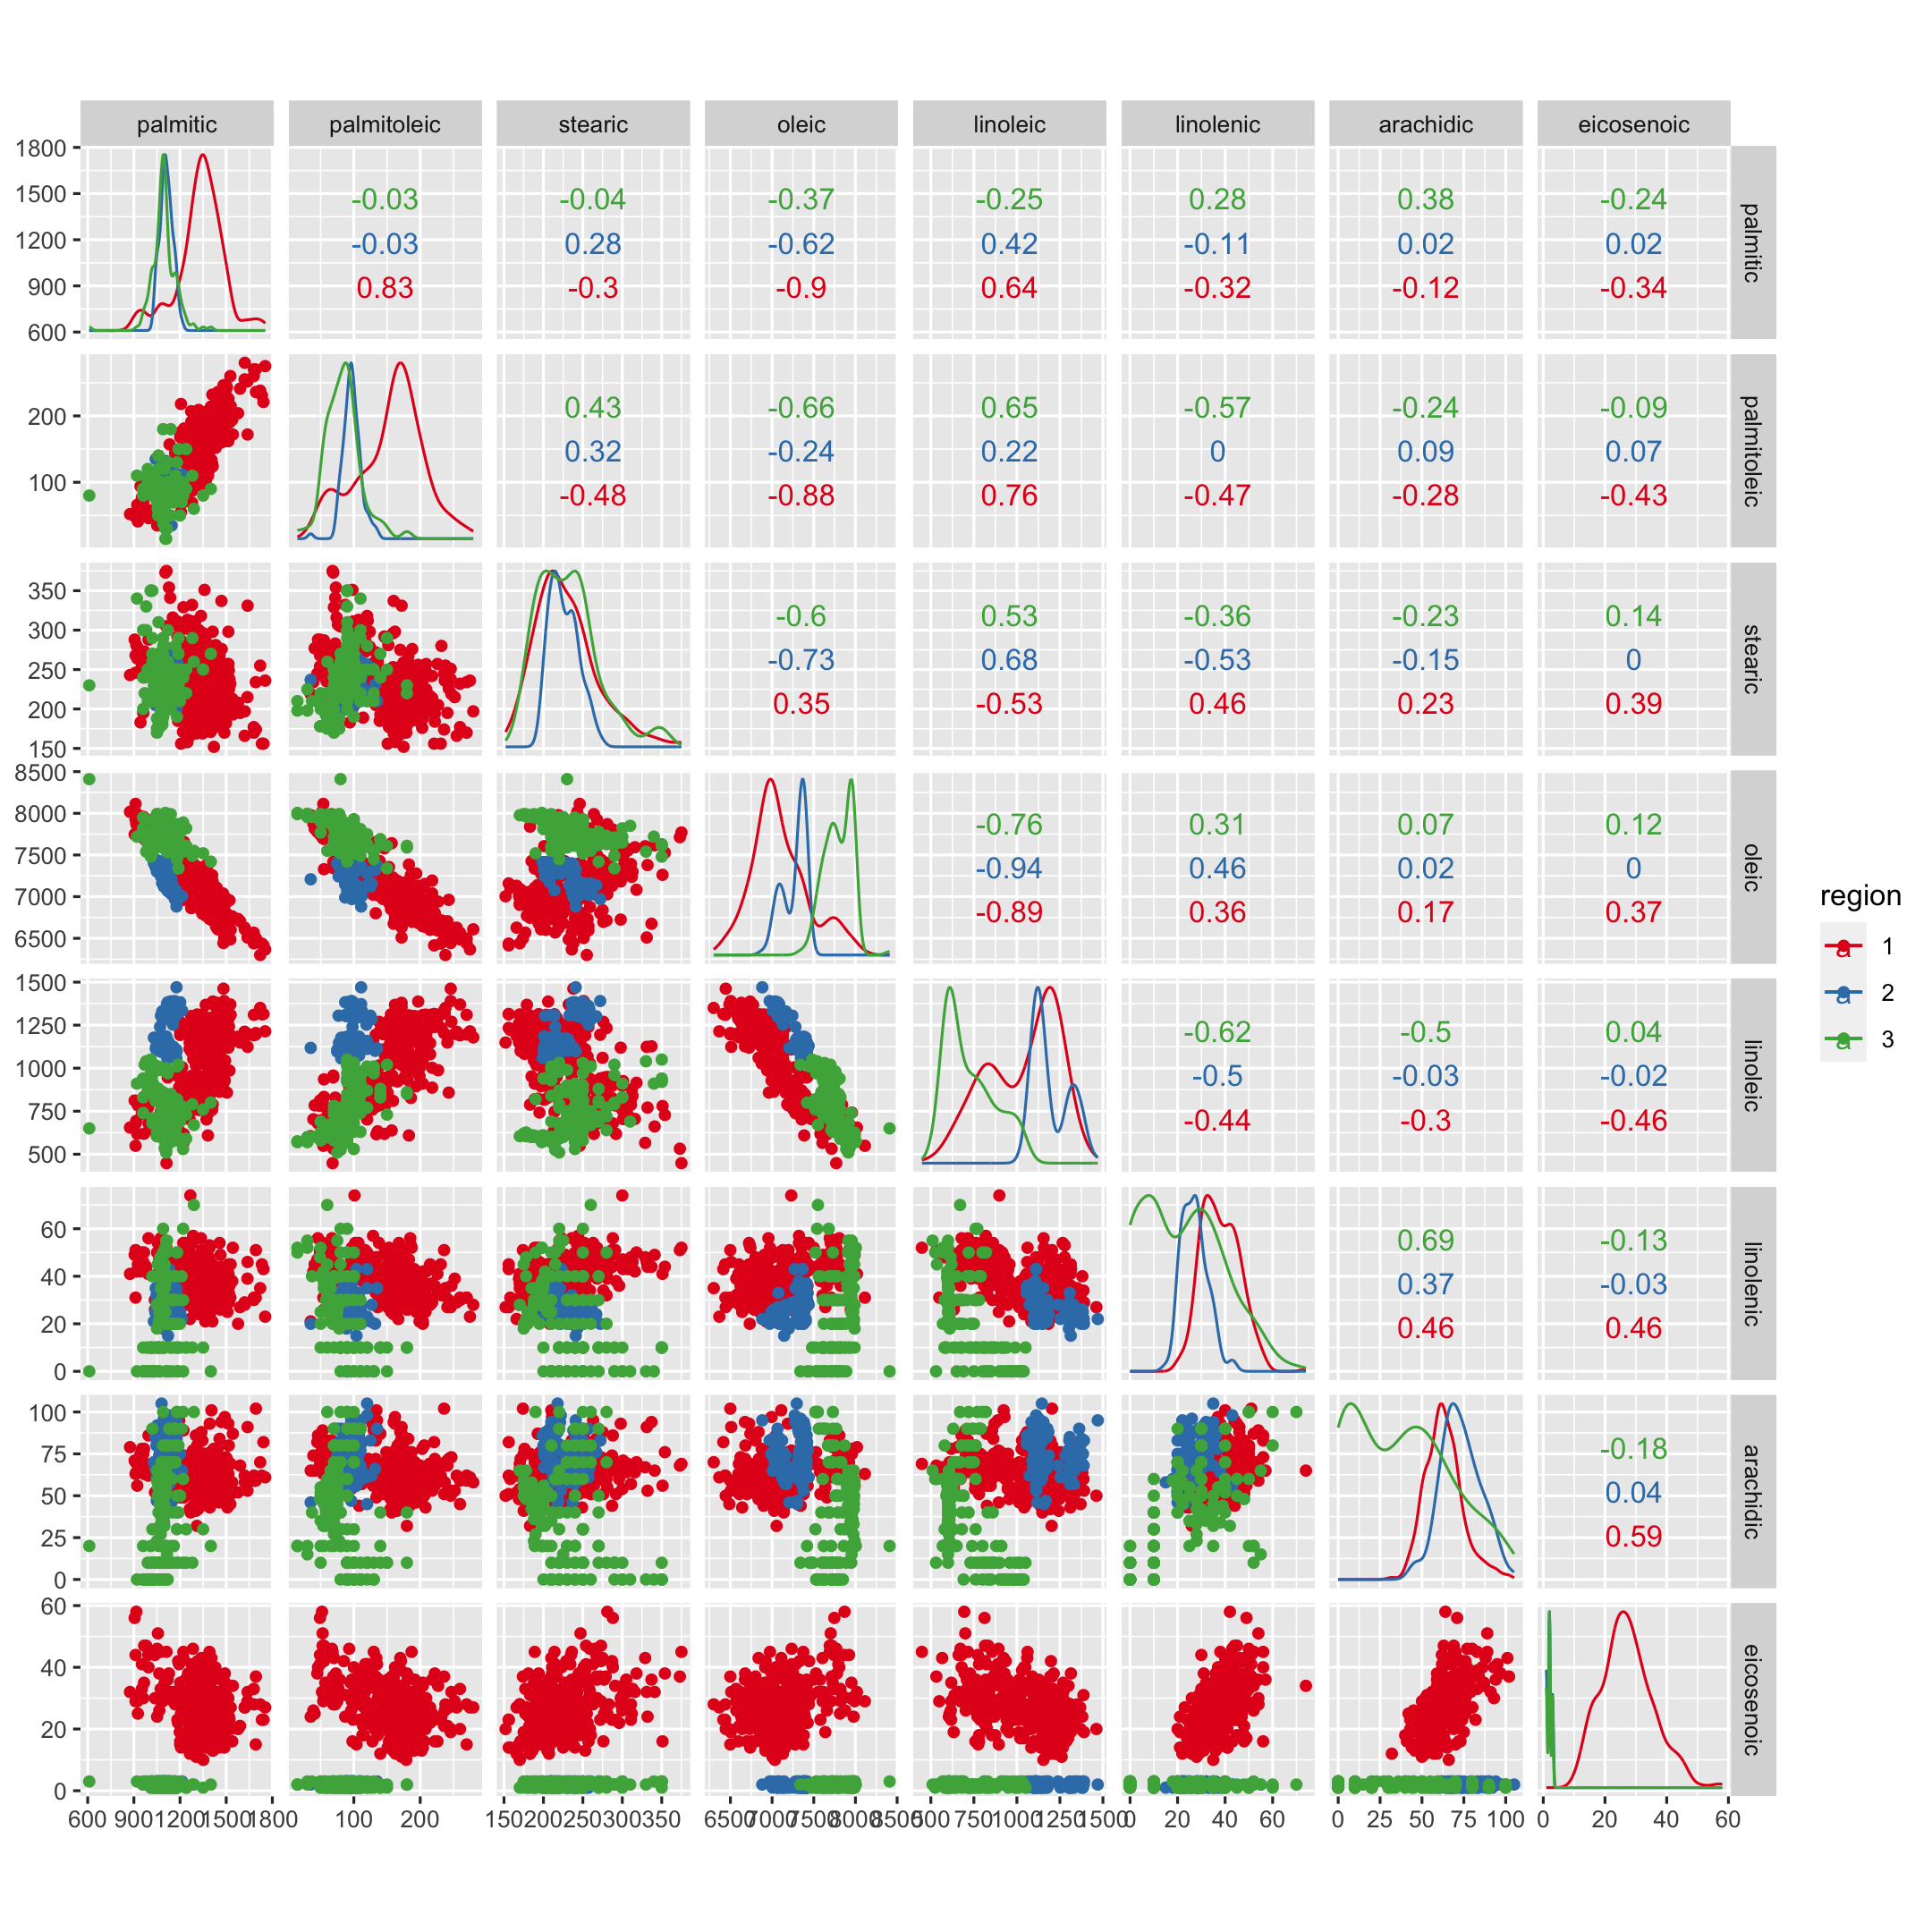 palmitic palmitoleic stearic oleic linoleic linolenic arachidic eicosenoic
1800
1500 -0.03 -0.04 -0.37 -0.25 0.28 0.38 -0.24
1200 -0.03 0.28 -0.62 0.42 -0.11 0.02 0.02
900 0.83 -0.3 -0.9 0.64 -0.32 -0.12 -0.34
600
palmitic
200 0.43 -0.66 0.65 -0.57 -0.24 -0.09
0.32 -0.24 0.22 0 0.09 0.07
100 -0.48 -0.88 0.76 -0.47 -0.28 -0.43
palmitoleic
350
300 -0.6 0.53 -0.36 -0.23 0.14
250 -0.73 0.68 -0.53 -0.15 0
200 0.35 -0.53 0.46 0.23 0.39
150
stearic
8500
8000 -0.76 0.31 0.07 0.12
7500 -0.94 0.46 0.02 0
7000 -0.89 0.36 0.17 0.37
6500
oleic
region
a 1
a 2
a 3
1500
1250 -0.62 -0.5 0.04
1000 -0.5 -0.03 -0.02
750 -0.44 -0.3 -0.46
500
linoleic
60 0.69 -0.13
40 0.37 -0.03
20 0.46 0.46
0
linolenic
100
75 -0.18
50 0.04
25 0.59
0
arachidic
60
40
20
0
eicosenoic
600 900 1200 1500 1800 0 100 200 150 200 250 300 350 6500 7000 7500 8000 8500 500 750 1000 1250 1500 0 20 40 60 0 25 50 75 100 0 20 40 60